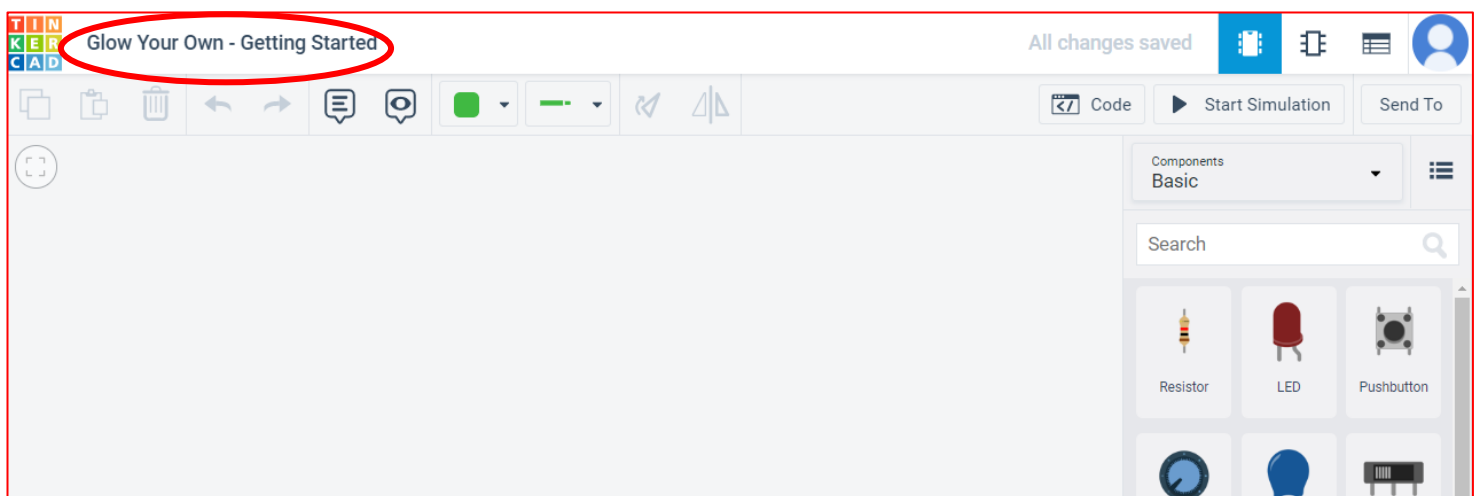 TIN
KER
CAD
Glow Your Own - Getting Started
All changes saved
Code
Start Simulation
Send To
Components
Basic
Search
Resistor
LED
Pushbutton